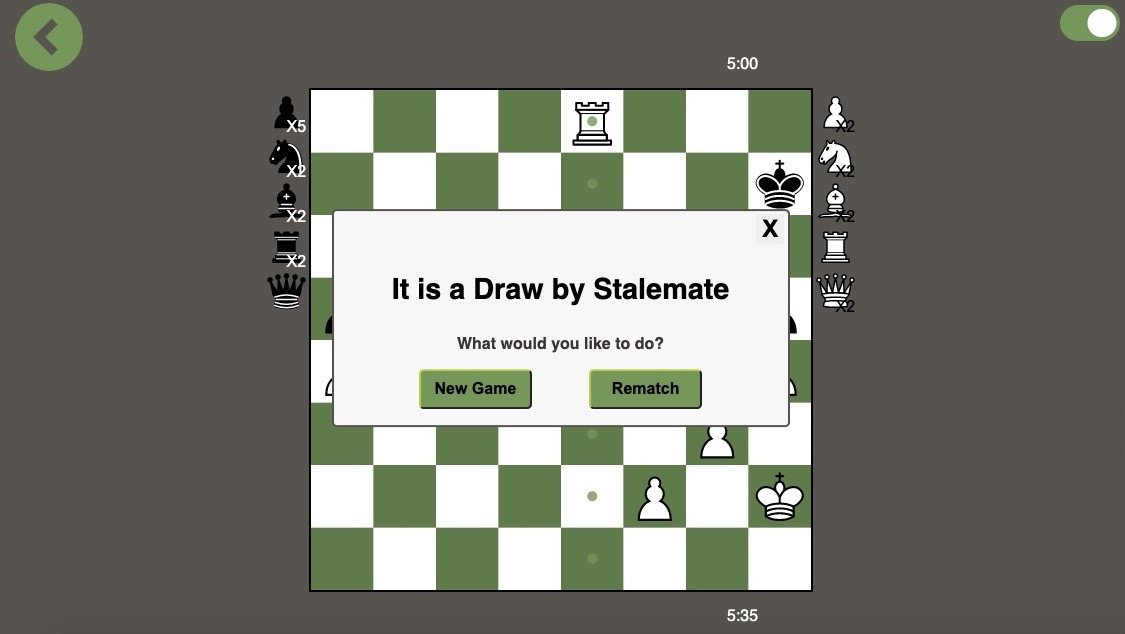 5:00
X5
X2
X2
X2
X2
X2
X2
X2
X
It is a Draw by Stalemate
What would you like to do?
New Game
Rematch
5:35